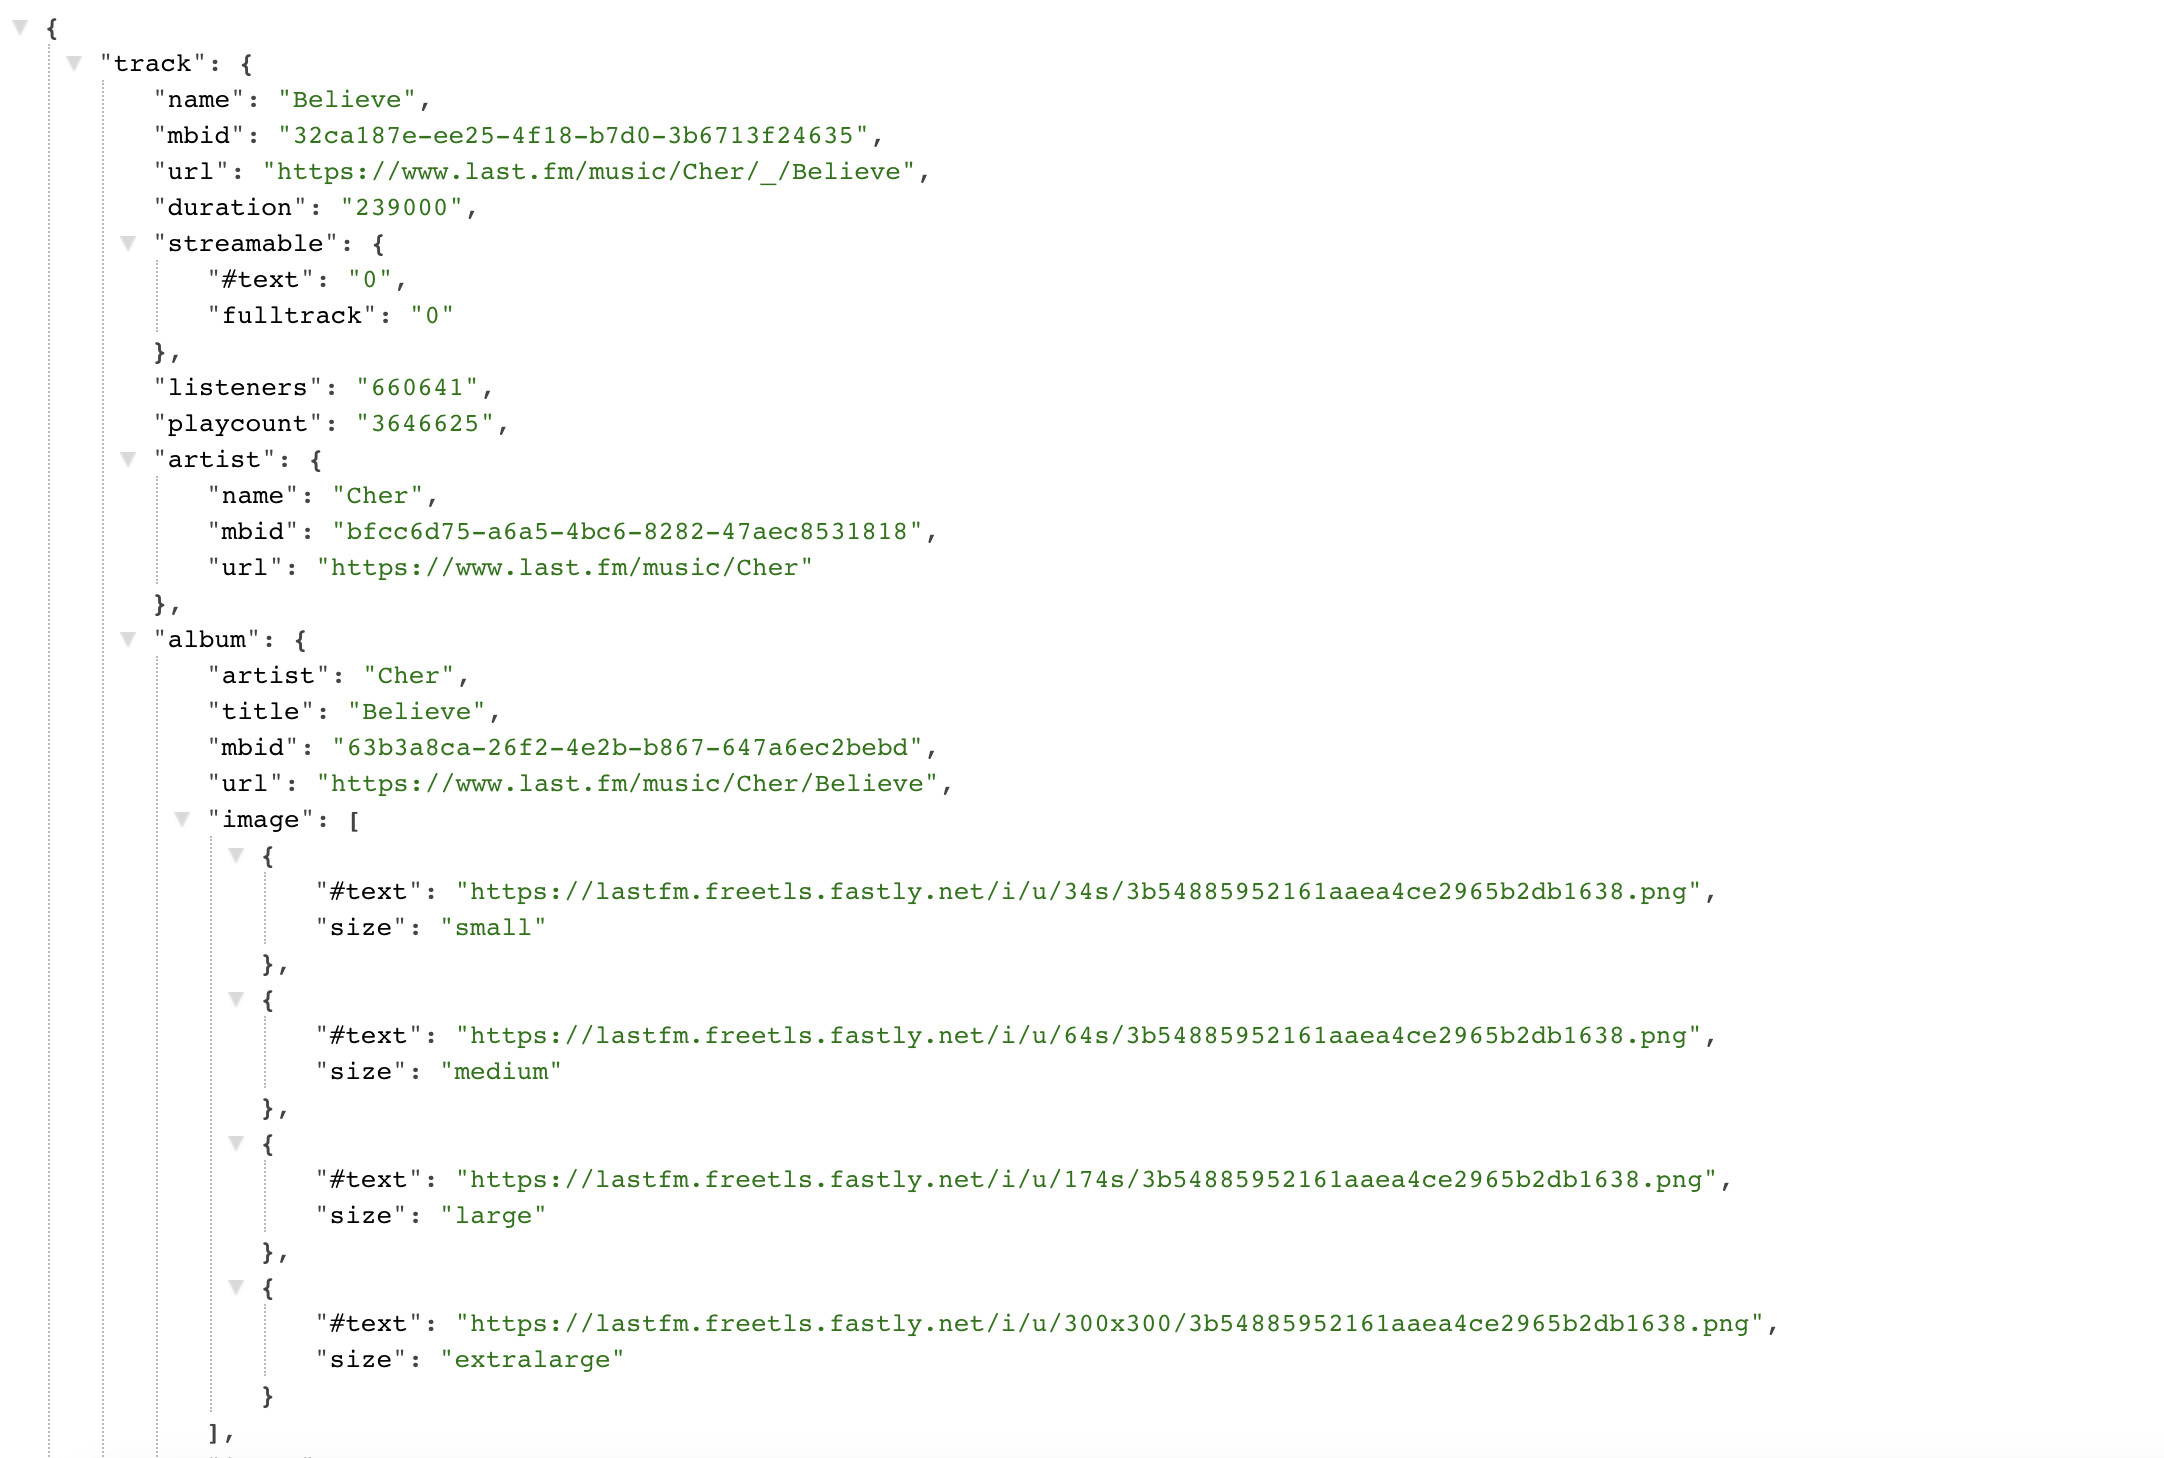 {
"track": {
"name": "Believe",
"mbid": "32ca187e-ee25-4f18-b7d0-3b6713f24635",
"url": "https://www.last.fm/music/Cher/_/Believe",
"duration": "239000",
"streamable": {
"#text": "0",
"fulltrack": "0"
},
"listeners": "660641",
"playcount": "3646625",
"artist": {
"name": "Cher",
"mbid": "bfcc6d75-a6a5-4bc6-8282-47aec8531818",
"url": "https://www.last.fm/music/Cher"
},
"album": {
"artist": "Cher",
"title": "Believe",
"mbid": "63b3a8ca-26f2-4e2b-b867-647a6ec2bebd",
"url": "https://www.last.fm/music/Cher/Believe",
"image": [
{
"#text": "https://lastfm.freetls.fastly.net/i/u/34s/3b54885952161aaea4ce2965b2db1638.png",
"size": "small"
},
{
"#text": "https://lastfm.freetls.fastly.net/i/u/64s/3b54885952161aaea4ce2965b2db1638.png",
"size": "medium"
},
{
"#text": "https://lastfm.freetls.fastly.net/i/u/174s/3b54885952161aaea4ce2965b2db1638.png",
"size": "large"
},
{
"#text": "https://lastfm.freetls.fastly.net/i/u/300x300/3b54885952161aaea4ce2965b2db1638.png",
"size": "extralarge"
}
],